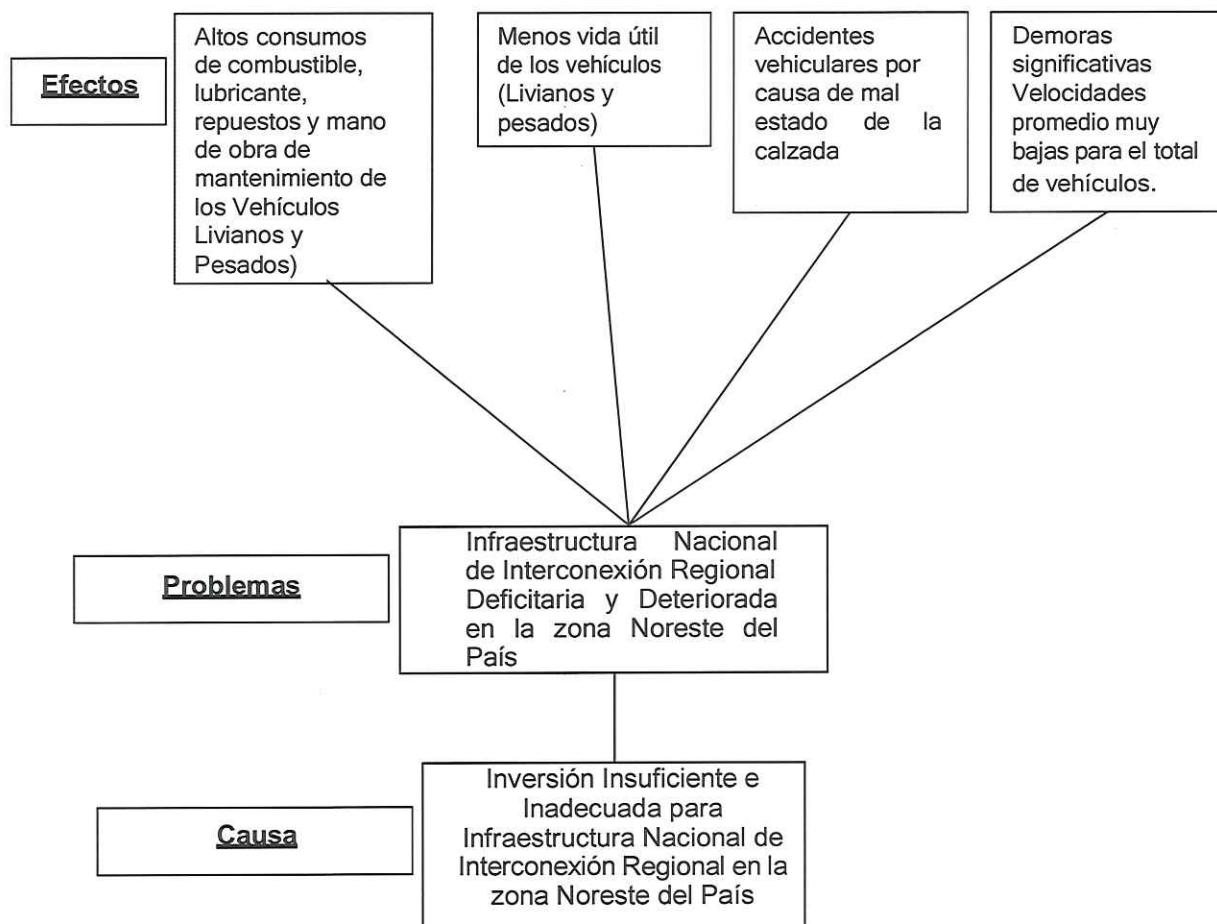 Efectos
Altos consumos
de combustible,
lubricante,
repuestos y mano
de obra de
mantenimiento de
los Vehículos
Livianos y
Pesados)
Menos vida útil
de los vehículos
(Livianos y
pesados)
Accidentes
vehiculares por
causa de mal
estado de la
calzada
Demoras
significativas
Velocidades
promedio muy
bajas para el total
de vehículos.
Problemas
Infraestructura Nacional
de Interconexión Regional
Deficitaria y Deteriorada
en la zona Noreste del
País
Causa
Inversión Insuficiente e
Inadecuada para
Infraestructura Nacional de
Interconexión Regional en la
zona Noreste del País